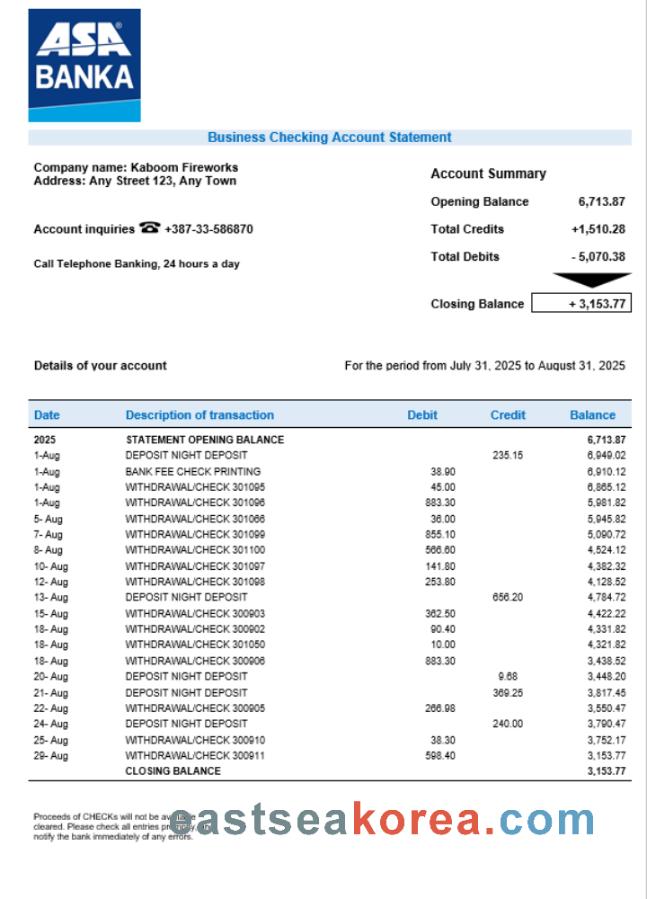 ASA®
BANKA
Business Checking Account Statement
Company name: Kaboom Fireworks
Address: Any Street 123, Any Town
Account inquiries ☎ +387-33-586870
Call Telephone Banking, 24 hours a day
Account Summary
Opening Balance 6,713.87
Total Credits +1,510.28
Total Debits - 5,070.38
Closing Balance + 3,153.77
Details of your account For the period from July 31, 2025 to August 31, 2025
Date Description of transaction Debit Credit Balance
2025 STATEMENT OPENING BALANCE 6,713.87
1-Aug DEPOSIT NIGHT DEPOSIT 235.15 6,949.02
1-Aug BANK FEE CHECK PRINTING 38.90 6,910.12
1-Aug WITHDRAWAL/CHECK 301095 45.00 6,865.12
1-Aug WITHDRAWAL/CHECK 301096 883.30 5,981.82
5- Aug WITHDRAWAL/CHECK 301066 36.00 5,945.82
7- Aug WITHDRAWAL/CHECK 301099 855.10 5,090.72
8- Aug WITHDRAWAL/CHECK 301100 566.60 4,524.12
10- Aug WITHDRAWAL/CHECK 301097 141.80 4,382.32
12- Aug WITHDRAWAL/CHECK 301098 253.80 4,128.52
13- Aug DEPOSIT NIGHT DEPOSIT 656.20 4,784.72
15- Aug WITHDRAWAL/CHECK 300903 362.50 4,422.22
18- Aug WITHDRAWAL/CHECK 300902 90.40 4,331.82
18- Aug WITHDRAWAL/CHECK 301050 10.00 4,321.82
18- Aug WITHDRAWAL/CHECK 300906 883.30 3,438.52
20- Aug DEPOSIT NIGHT DEPOSIT 9.68 3,448.20
21- Aug DEPOSIT NIGHT DEPOSIT 369.25 3,817.45
22- Aug WITHDRAWAL/CHECK 300905 266.98 3,550.47
24- Aug DEPOSIT NIGHT DEPOSIT 240.00 3,790.47
25- Aug WITHDRAWAL/CHECK 300910 38.30 3,752.17
29- Aug WITHDRAWAL/CHECK 300911 598.40 3,153.77
CLOSING BALANCE 3,153.77
Proceeds of CHECKs will not be
cleared. Please check all entries
notify the bank immediately of any errors.
eastseakorea.com